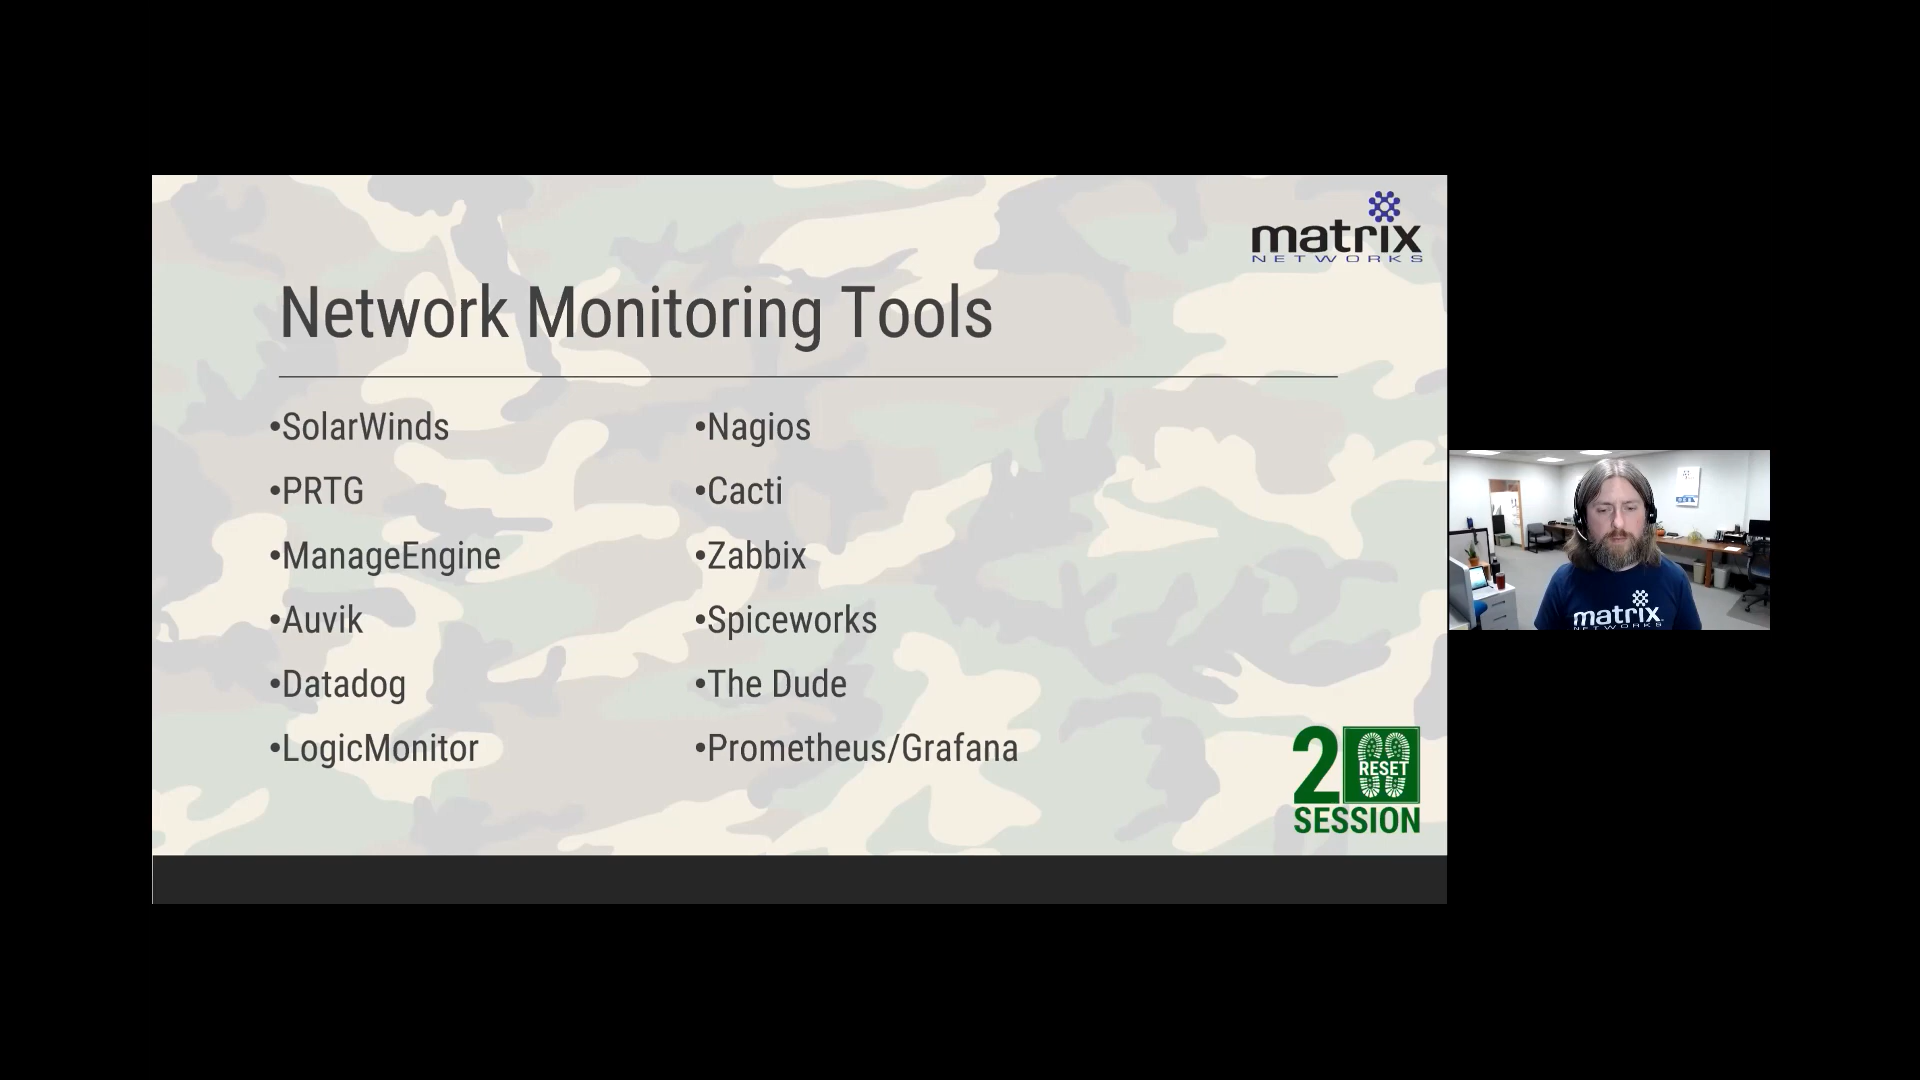 matrix
NETWORKS
Network Monitoring Tools
•SolarWinds
•PRTG
•ManageEngine
•Auvik
•Datadog
•LogicMonitor
•Nagios
•Cacti
•Zabbix
•Spiceworks
•The Dude
•Prometheus/Grafana
2
RESET
SESSION
matrix
NETWORKS